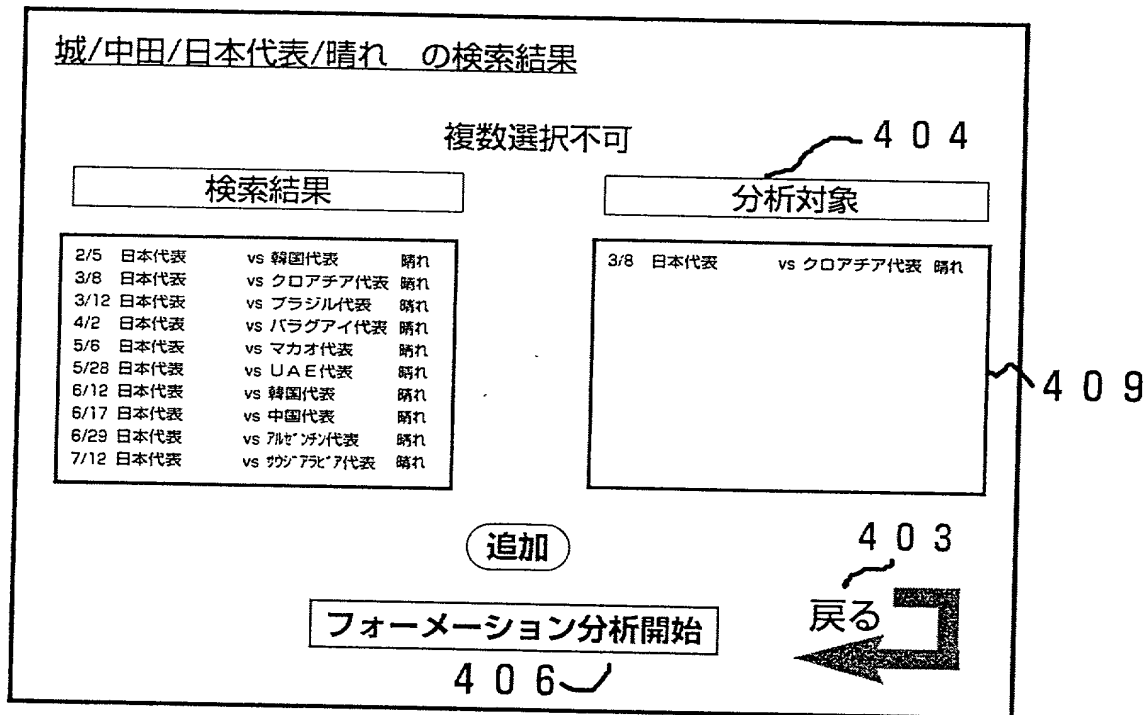 城/中田/日本代表/晴れ　の検索結果
複数選択不可
404
検索結果
分析対象
2/5 日本代表 vs 韓国代表 晴れ
3/8 日本代表 vs クロアチア代表 晴れ
3/12 日本代表 vs ブラジル代表 晴れ
4/2 日本代表 vs パラグアイ代表 晴れ
5/6 日本代表 vs マカオ代表 晴れ
5/28 日本代表 vs UAE代表 晴れ
6/12 日本代表 vs 韓国代表 晴れ
6/17 日本代表 vs 中国代表 晴れ
6/29 日本代表 vs ｱﾙｾﾞﾝﾁﾝ代表 晴れ
7/12 日本代表 vs ｻｳｼﾞｱﾗﾋﾞｱ代表 晴れ
3/8 日本代表 vs クロアチア代表 晴れ
409
追加
403
戻る
フォーメーション分析開始
406